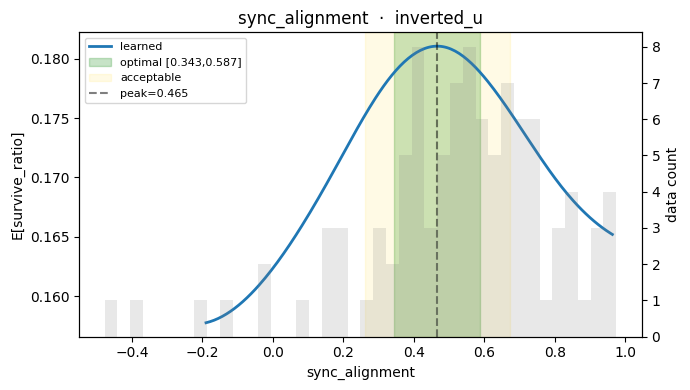 sync_alignment · inverted_u
learned
optimal [0.343,0.587]
acceptable
peak=0.465
E[survive_ratio]
0.180
0.175
0.170
0.165
0.160
data count
8
7
6
5
4
3
2
1
0
−0.4 −0.2 0.0 0.2 0.4 0.6 0.8 1.0
sync_alignment